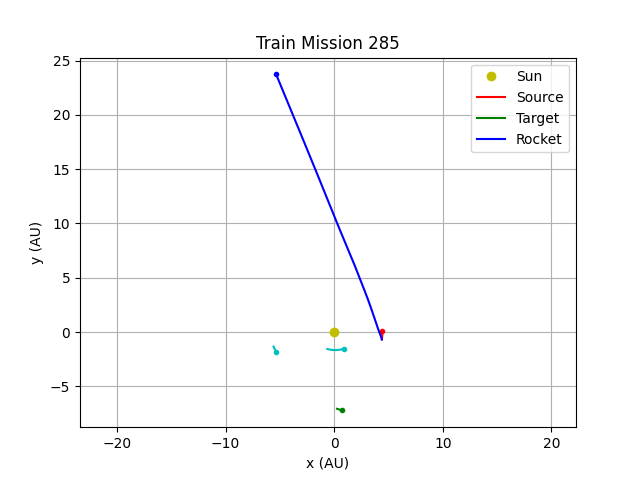 Train Mission 285
Sun
Source
Target
Rocket
25
20
15
10
5
0
−5
y (AU)
−20
−10
0
10
20
x (AU)